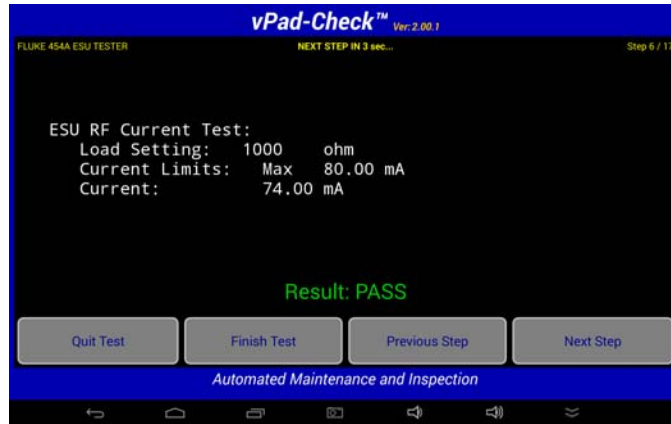 vPad-Check™ Ver: 2.00.1
FLUKE 454A ESU TESTER NEXT STEP IN 3 sec... Step 6 / 17
ESU RF Current Test:
Load Setting: 1000 ohm
Current Limits: Max 80.00 mA
Current: 74.00 mA
Result: PASS
Quit Test Finish Test Previous Step Next Step
Automated Maintenance and Inspection